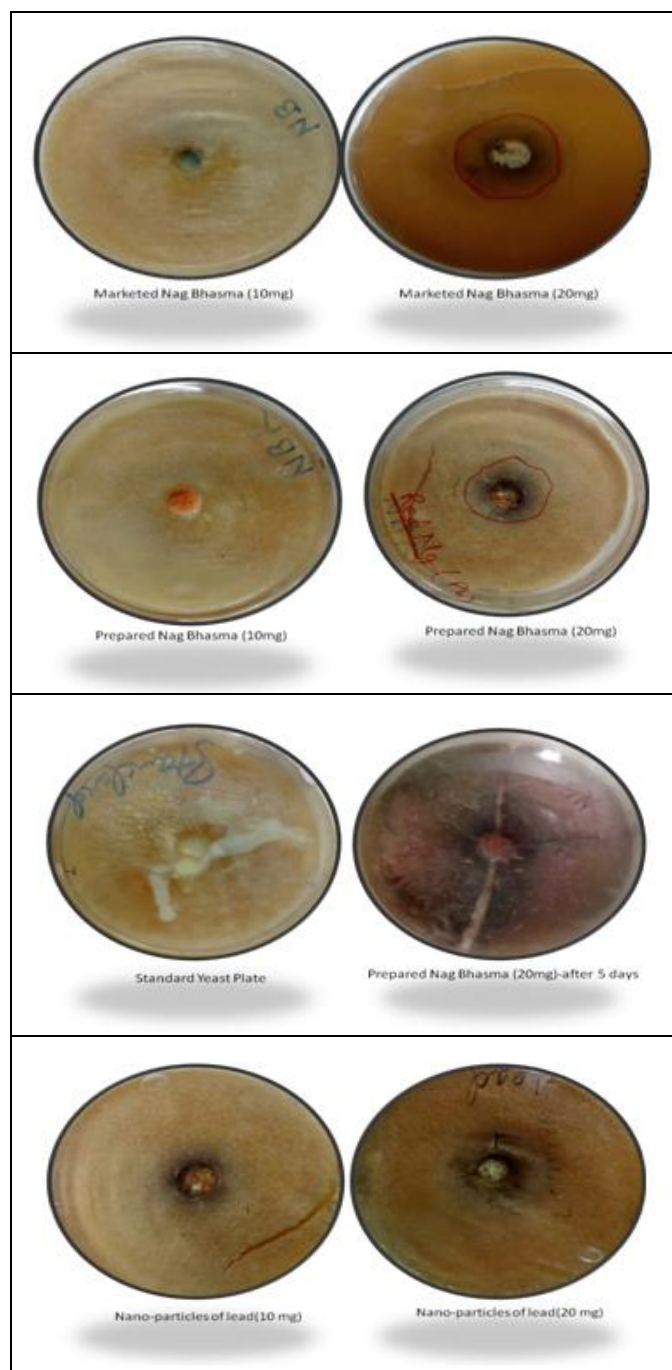 NB
Marketed Nag Bhasma (10mg)
Marketed Nag Bhasma (20mg)
Prepared Nag Bhasma (10mg)
Red Ng
Prepared Nag Bhasma (20mg)
Standard
Standard Yeast Plate
Prepared Nag Bhasma (20mg)-after 5 days
Nano-particles of lead(10 mg)
Lead
Nano-particles of lead(20 mg)